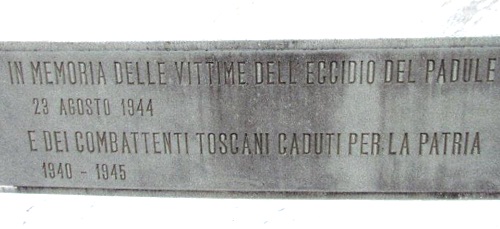 IN MEMORIA DELLE VITTIME DELL'ECCIDIO DEL PADULE
23 AGOSTO 1944
E DEI COMBATTENTI TOSCANI CADUTI PER LA PATRIA
1940 - 1945